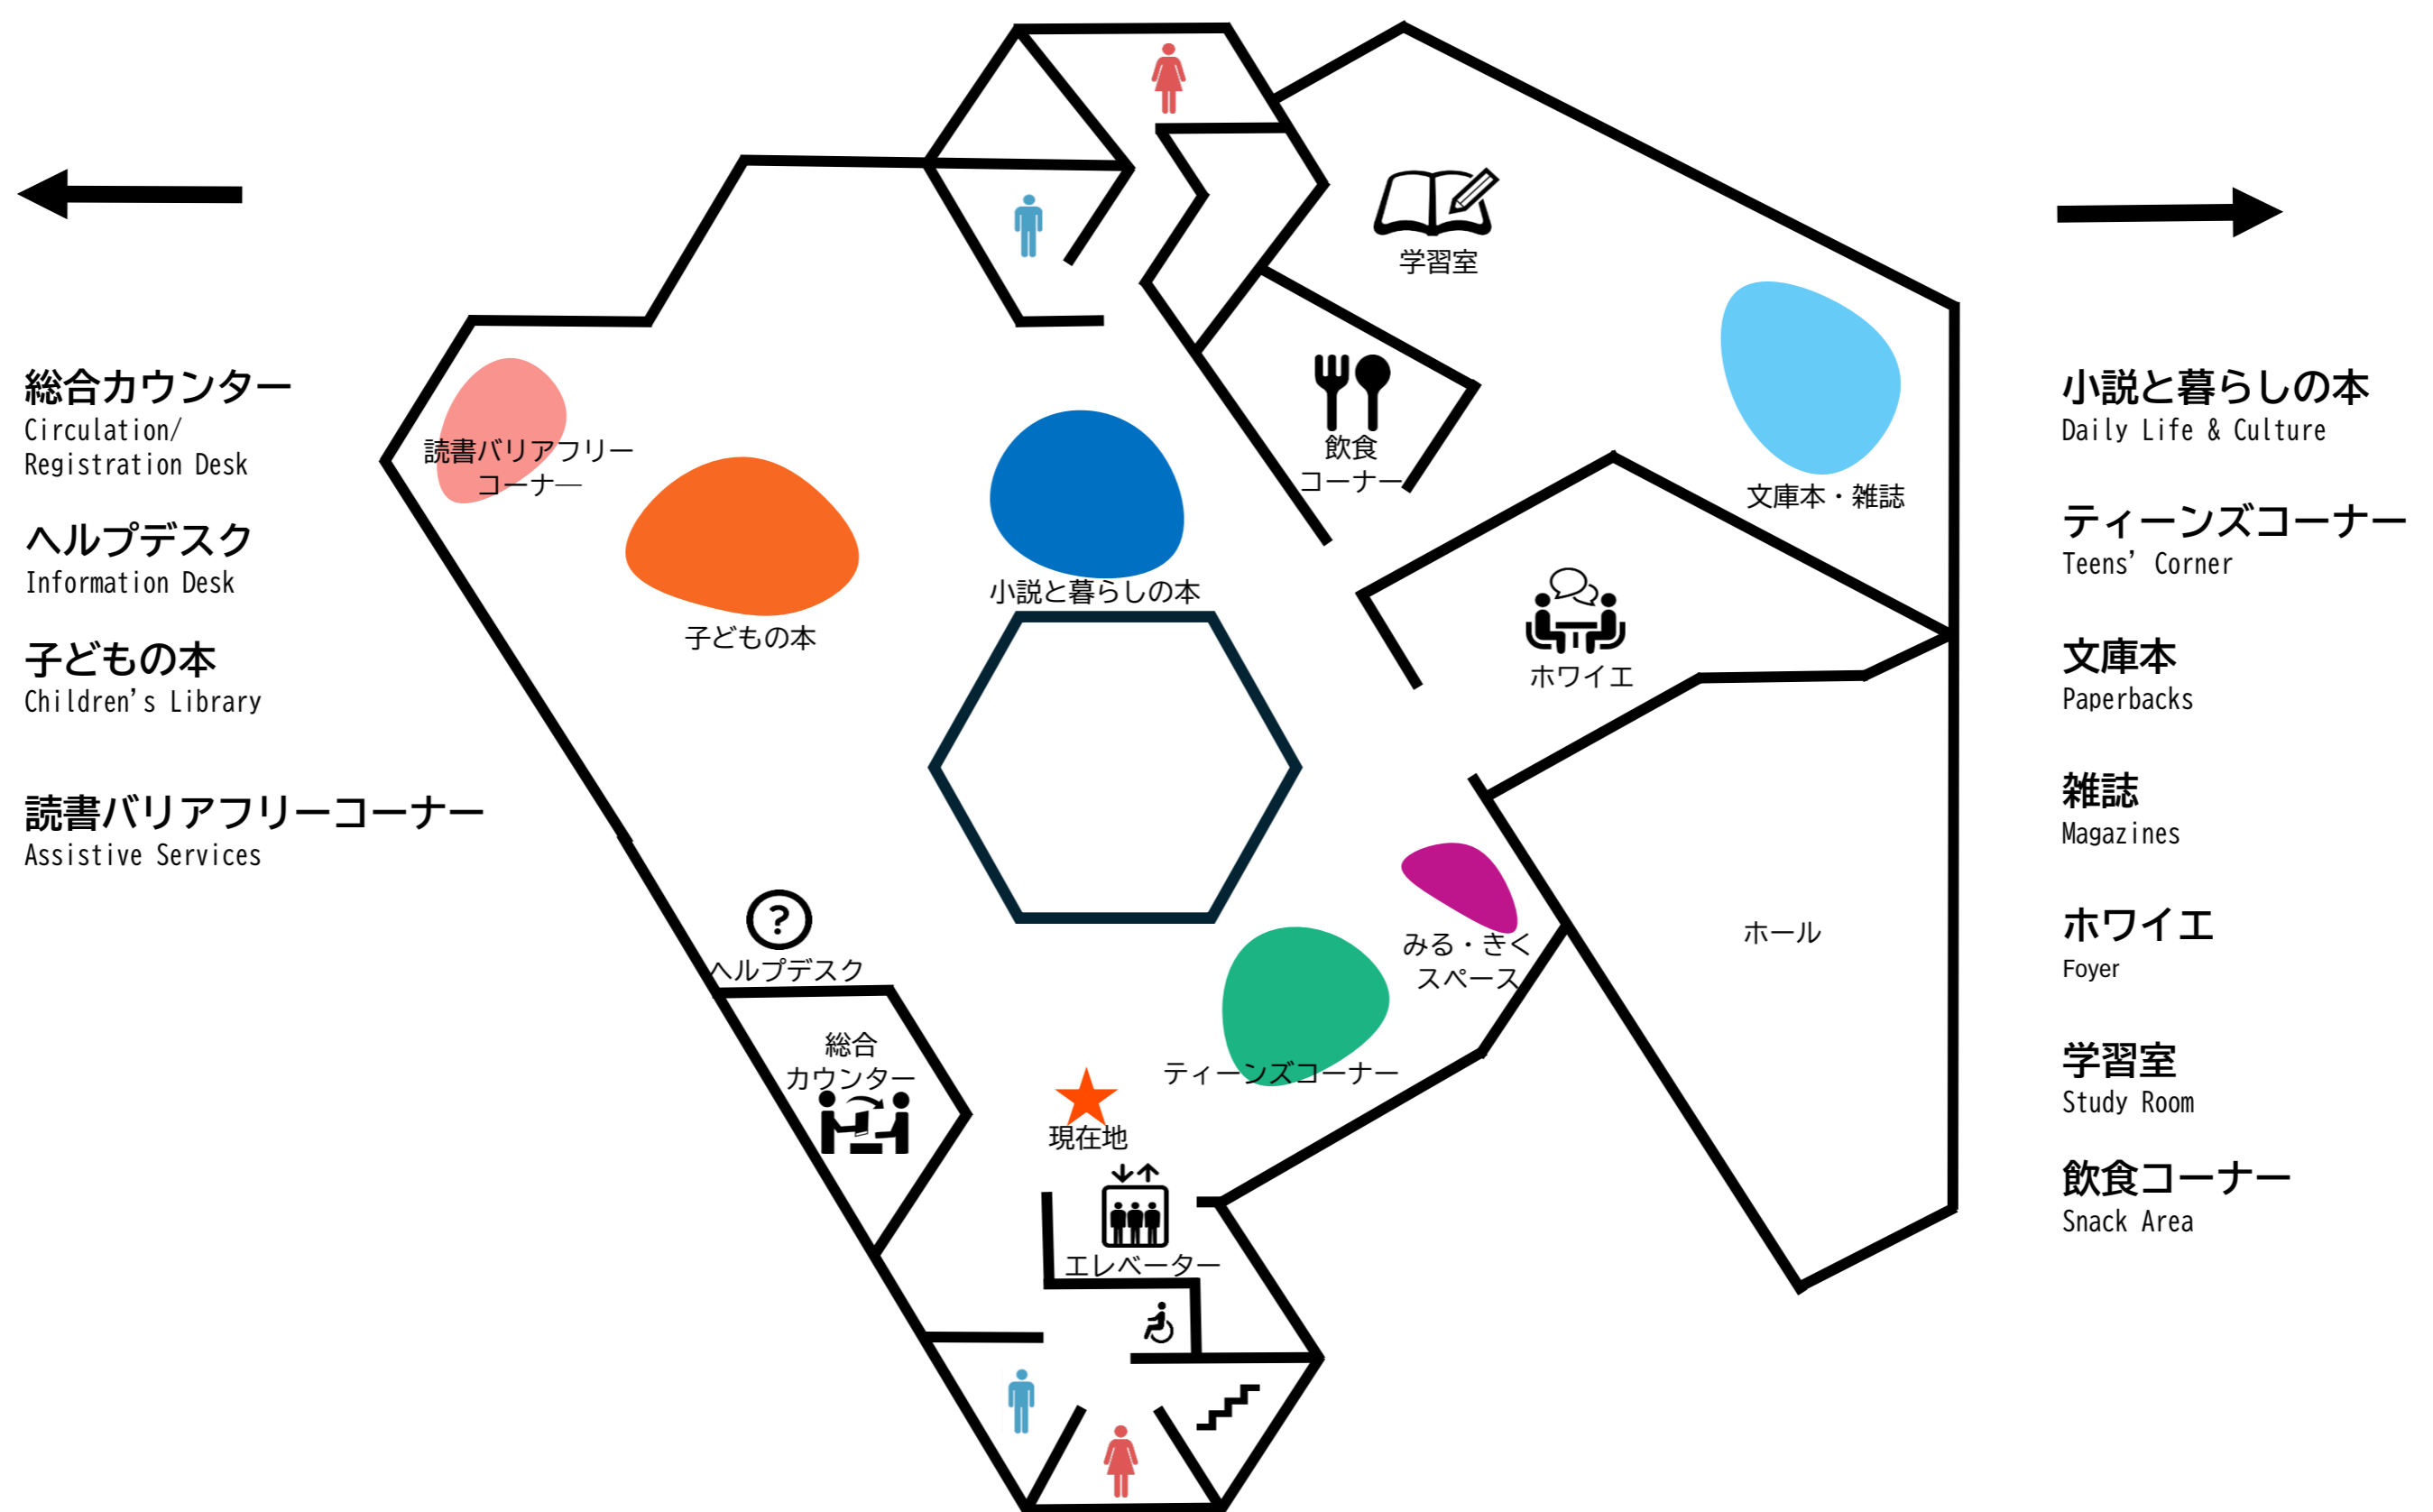 総合カウンター
Circulation/
Registration Desk
ヘルプデスク
Information Desk
子どもの本
Children's Library
読書バリアフリーコーナー
Assistive Services
学習室
飲食
コーナー
読書バリアフリー
コーナ―
文庫本・雑誌
小説と暮らしの本
子どもの本
ホワイエ
?
ヘルプデスク
みる・きく
スペース
ホール
総合
カウンター
ティーンズコーナー
現在地
エレベーター
小説と暮らしの本
Daily Life & Culture
ティーンズコーナー
Teens' Corner
文庫本
Paperbacks
雑誌
Magazines
ホワイエ
Foyer
学習室
Study Room
飲食コーナー
Snack Area